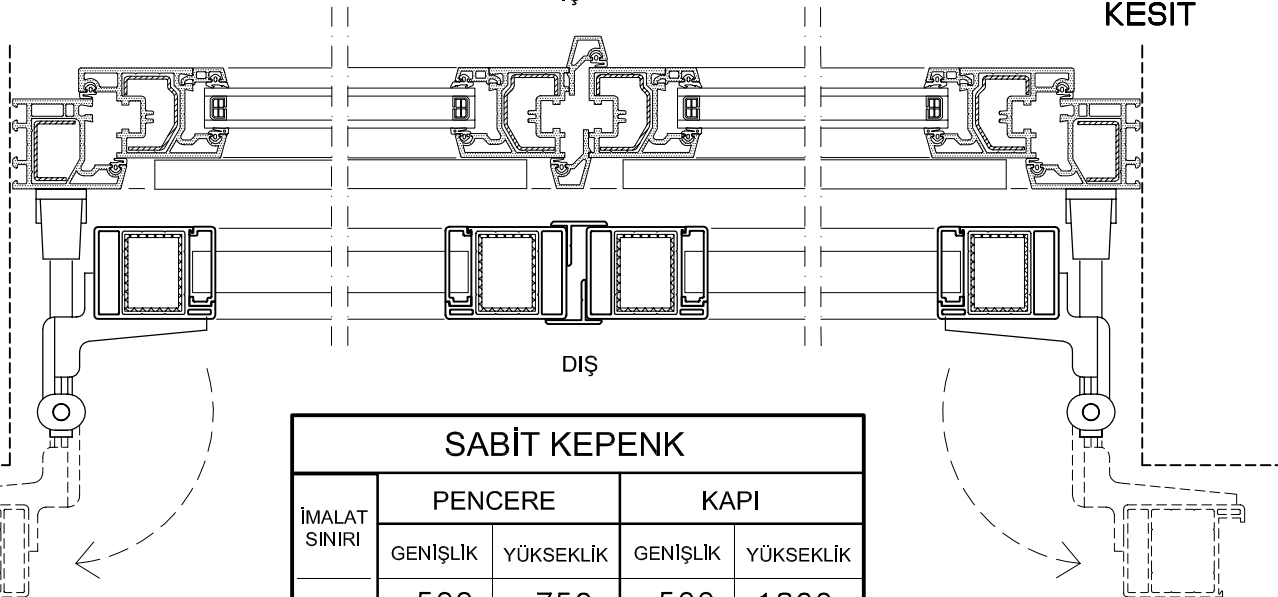 KESİT
DIŞ
SABİT KEPENK
İMALAT SINIRI
PENCERE KAPI
GENİŞLİK YÜKSEKLİK GENİŞLİK YÜKSEKLİK